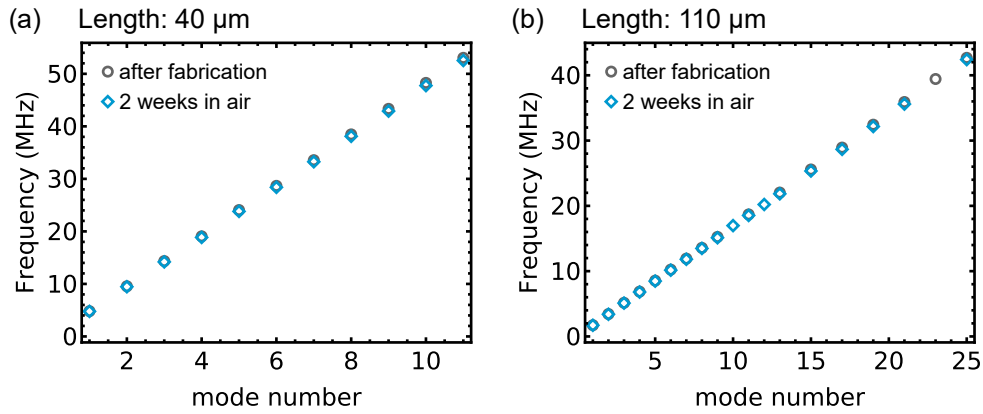 (a) Length: 40 μm
50
40
30
20
10
0
Frequency (MHz)
after fabrication
2 weeks in air
2 4 6 8 10
mode number
(b) Length: 110 μm
40
30
20
10
0
Frequency (MHz)
after fabrication
2 weeks in air
5 10 15 20 25
mode number